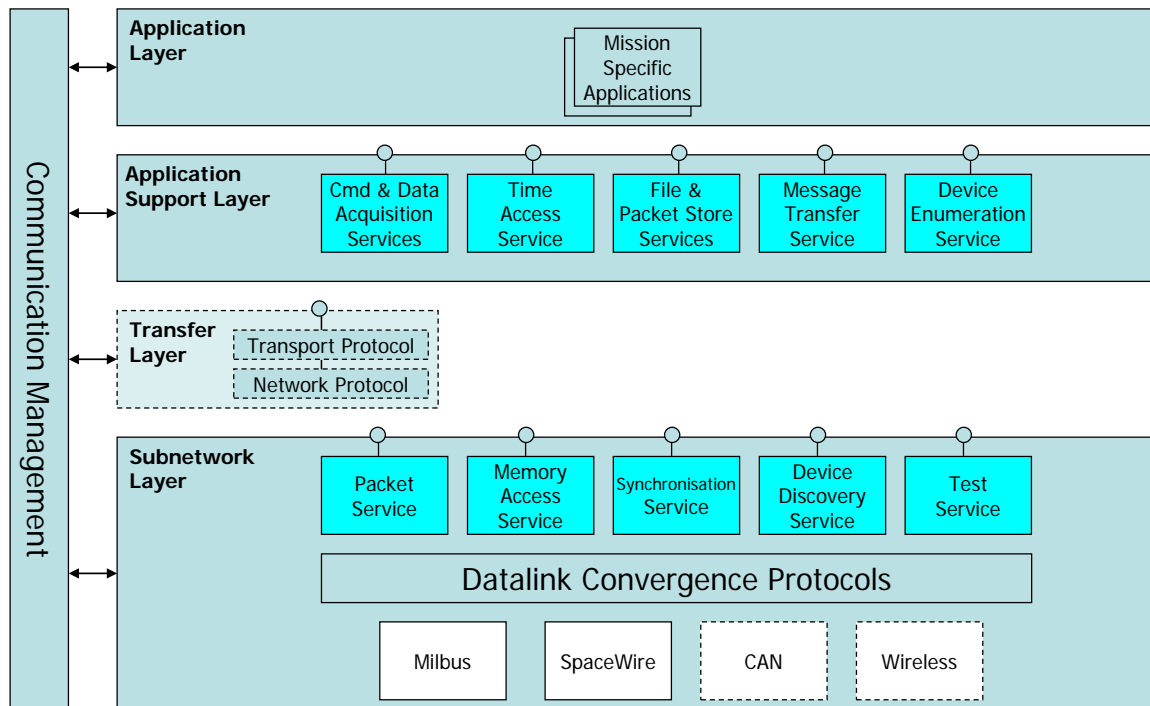 Communication Management
Application
Layer
Mission
Specific
Applications
Application
Support Layer
Cmd & Data
Acquisition
Services
Time
Access
Service
File &
Packet Store
Services
Message
Transfer
Service
Device
Enumeration
Service
Transfer
Layer
Transport Protocol
Network Protocol
Subnetwork
Layer
Packet
Service
Memory
Access
Service
Synchronisation
Service
Device
Discovery
Service
Test
Service
Datalink Convergence Protocols
Milbus
SpaceWire
CAN
Wireless